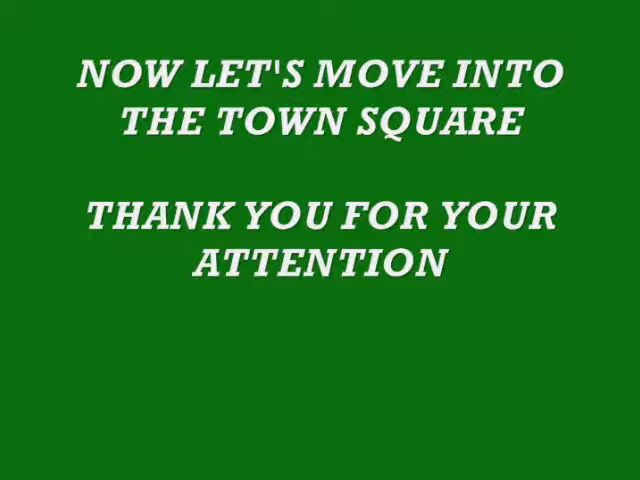 NOW LET'S MOVE INTO
THE TOWN SQUARE
THANK YOU FOR YOUR
ATTENTION